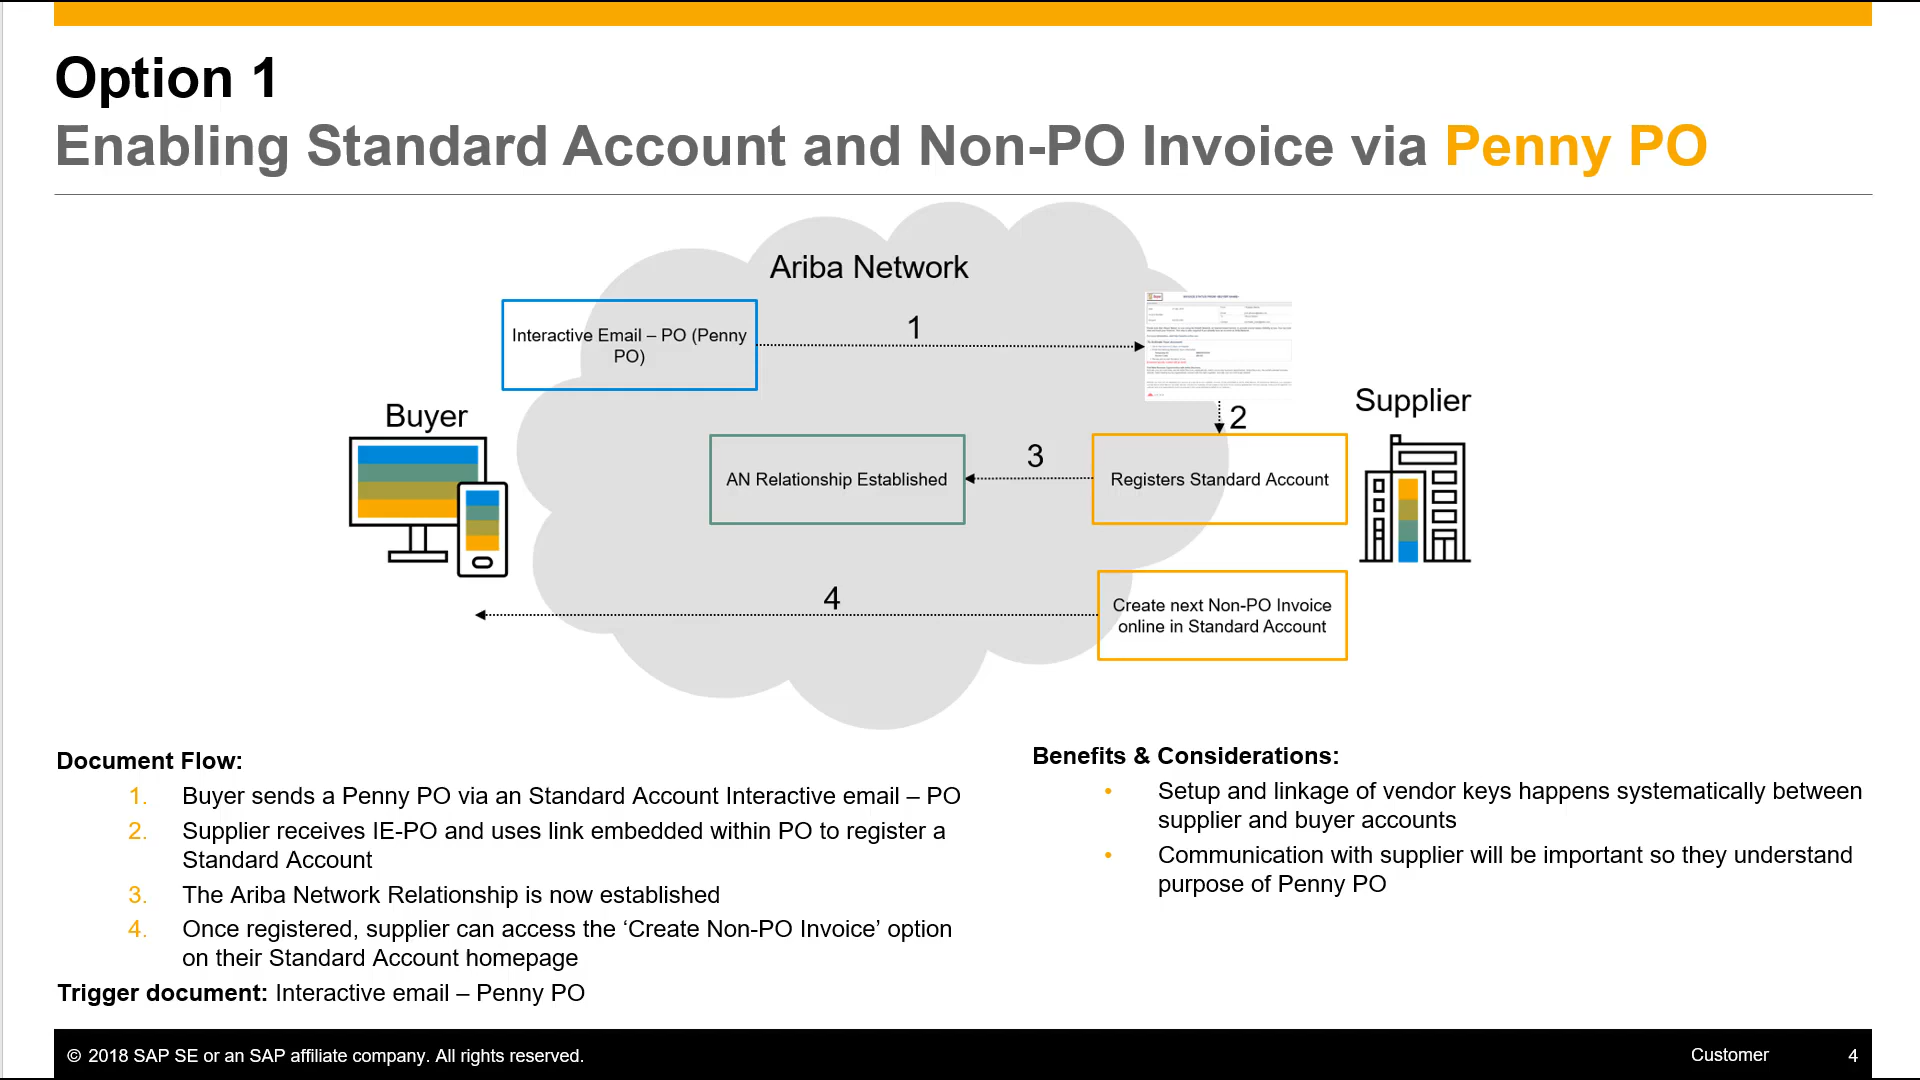 Option 1
Enabling Standard Account and Non-PO Invoice via Penny PO
Ariba Network
Interactive Email – PO (Penny
PO)
1
Buyer
Supplier
2
AN Relationship Established
3
Registers Standard Account
4
Create next Non-PO Invoice
online in Standard Account
Document Flow:
1. Buyer sends a Penny PO via an Standard Account Interactive email – PO
2. Supplier receives IE-PO and uses link embedded within PO to register a
Standard Account
3. The Ariba Network Relationship is now established
4. Once registered, supplier can access the ‘Create Non-PO Invoice’ option
on their Standard Account homepage
Trigger document: Interactive email – Penny PO
Benefits & Considerations:
• Setup and linkage of vendor keys happens systematically between
supplier and buyer accounts
• Communication with supplier will be important so they understand
purpose of Penny PO
© 2018 SAP SE or an SAP affiliate company. All rights reserved.
Customer
4